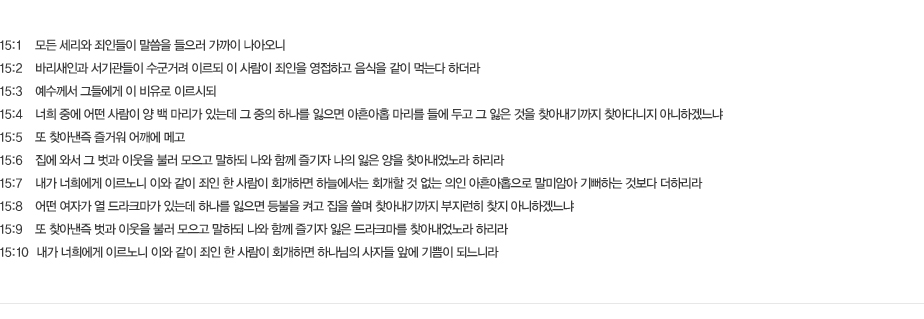 15:1 모든 세리와 죄인들이 말씀을 들으러 가까이 나아오니
15:2 바리새인과 서기관들이 수군거려 이르되 이 사람이 죄인을 영접하고 음식을 같이 먹는다 하더라
15:3 예수께서 그들에게 이 비유로 이르시되
15:4 너희 중에 어떤 사람이 양 백 마리가 있는데 그 중의 하나를 잃으면 아흔아홉 마리를 들에 두고 그 잃은 것을 찾아내기까지 찾아다니지 아니하겠느냐
15:5 또 찾아낸즉 즐거워 어깨에 메고
15:6 집에 와서 그 벗과 이웃을 불러 모으고 말하되 나와 함께 즐기자 나의 잃은 양을 찾아내었노라 하리라
15:7 내가 너희에게 이르노니 이와 같이 죄인 한 사람이 회개하면 하늘에서는 회개할 것 없는 의인 아흔아홉으로 말미암아 기뻐하는 것보다 더하리라
15:8 어떤 여자가 열 드라크마가 있는데 하나를 잃으면 등불을 켜고 집을 쓸며 찾아내기까지 부지런히 찾지 아니하겠느냐
15:9 또 찾아낸즉 벗과 이웃을 불러 모으고 말하되 나와 함께 즐기자 잃은 드라크마를 찾아내었노라 하리라
15:10 내가 너희에게 이르노니 이와 같이 죄인 한 사람이 회개하면 하나님의 사자들 앞에 기쁨이 되느니라